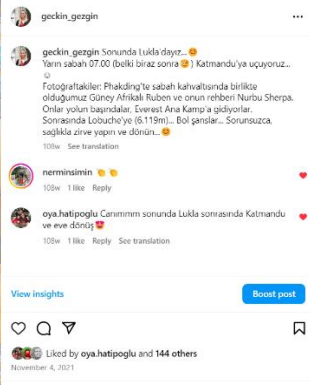 geckin_gezgin
geckin_gezgin Sonunda Lukla'dayız...😊
Yarın sabah 07.00 (belki biraz sonra😅) Katmandu'ya uçuyoruz...
☺
Fotoğraftakiler: Phakding'te sabah kahvaltısında birlikte
olduğumuz Güney Afrikalı Ruben ve onun rehberi Nurbu Sherpa.
Onlar yolun başındalar, Everest Ana Kamp'a gidiyorlar.
Sonrasında Lobuche'ye (6.119m)... Bol şanslar... Sorunsuzca,
sağlıkla zirve yapın ve dönün...😊
108w See translation
nerminsimin 👏👏
108w 1 like Reply
oya.hatipoglu Canımmm sonunda Lukla sonrasında Katmandu
ve eve dönüş🥰
108w 1 like Reply See translation
View insights
Boost post
Liked by oya.hatipoglu and 144 others
November 4, 2021